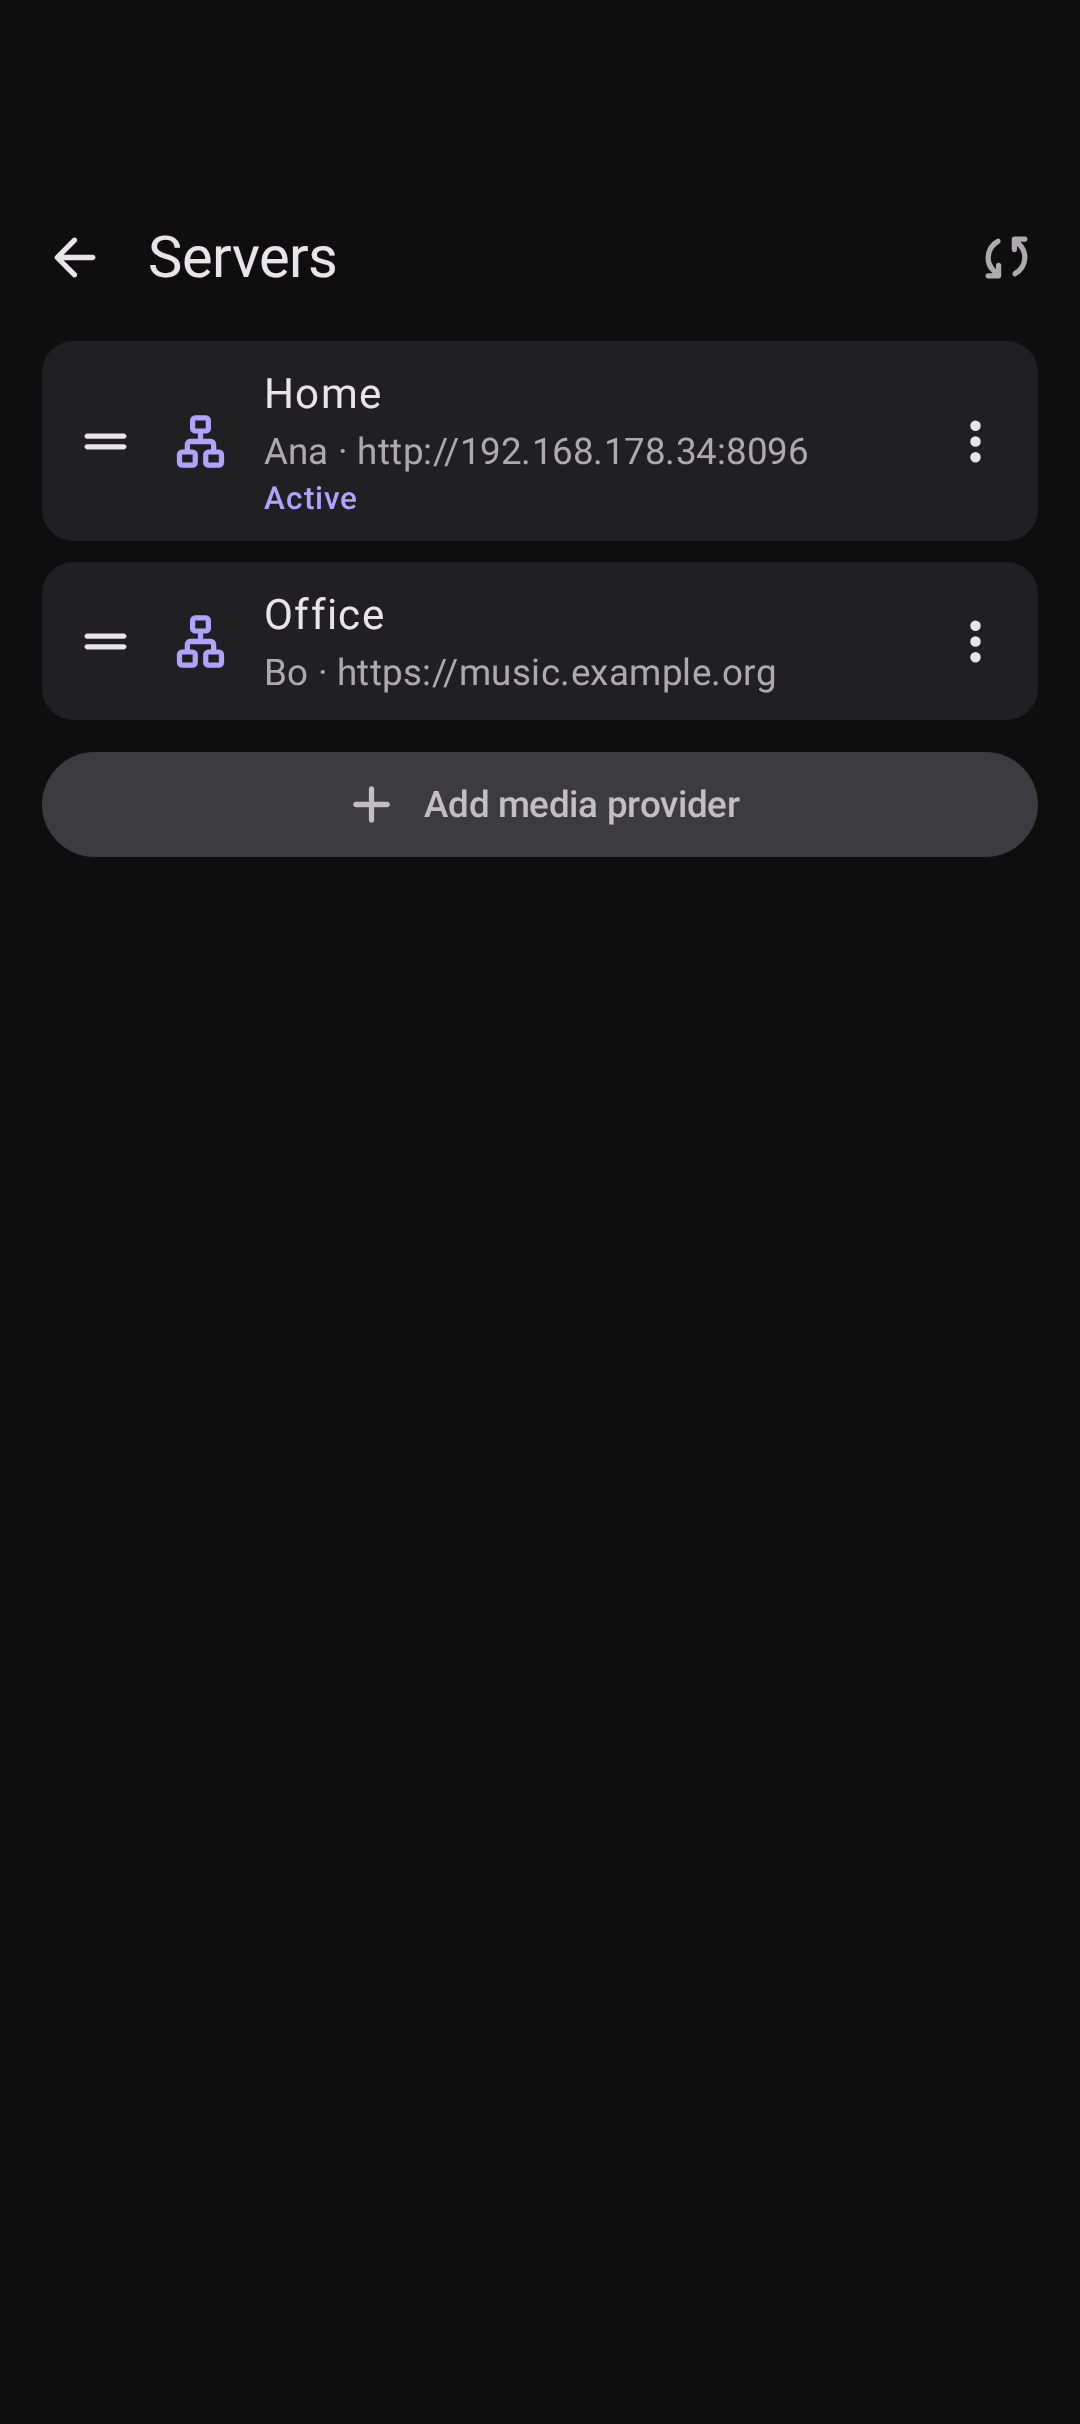 Servers
Home
Ana · http://192.168.178.34:8096
Active
Office
Bo · https://music.example.org
Add media provider